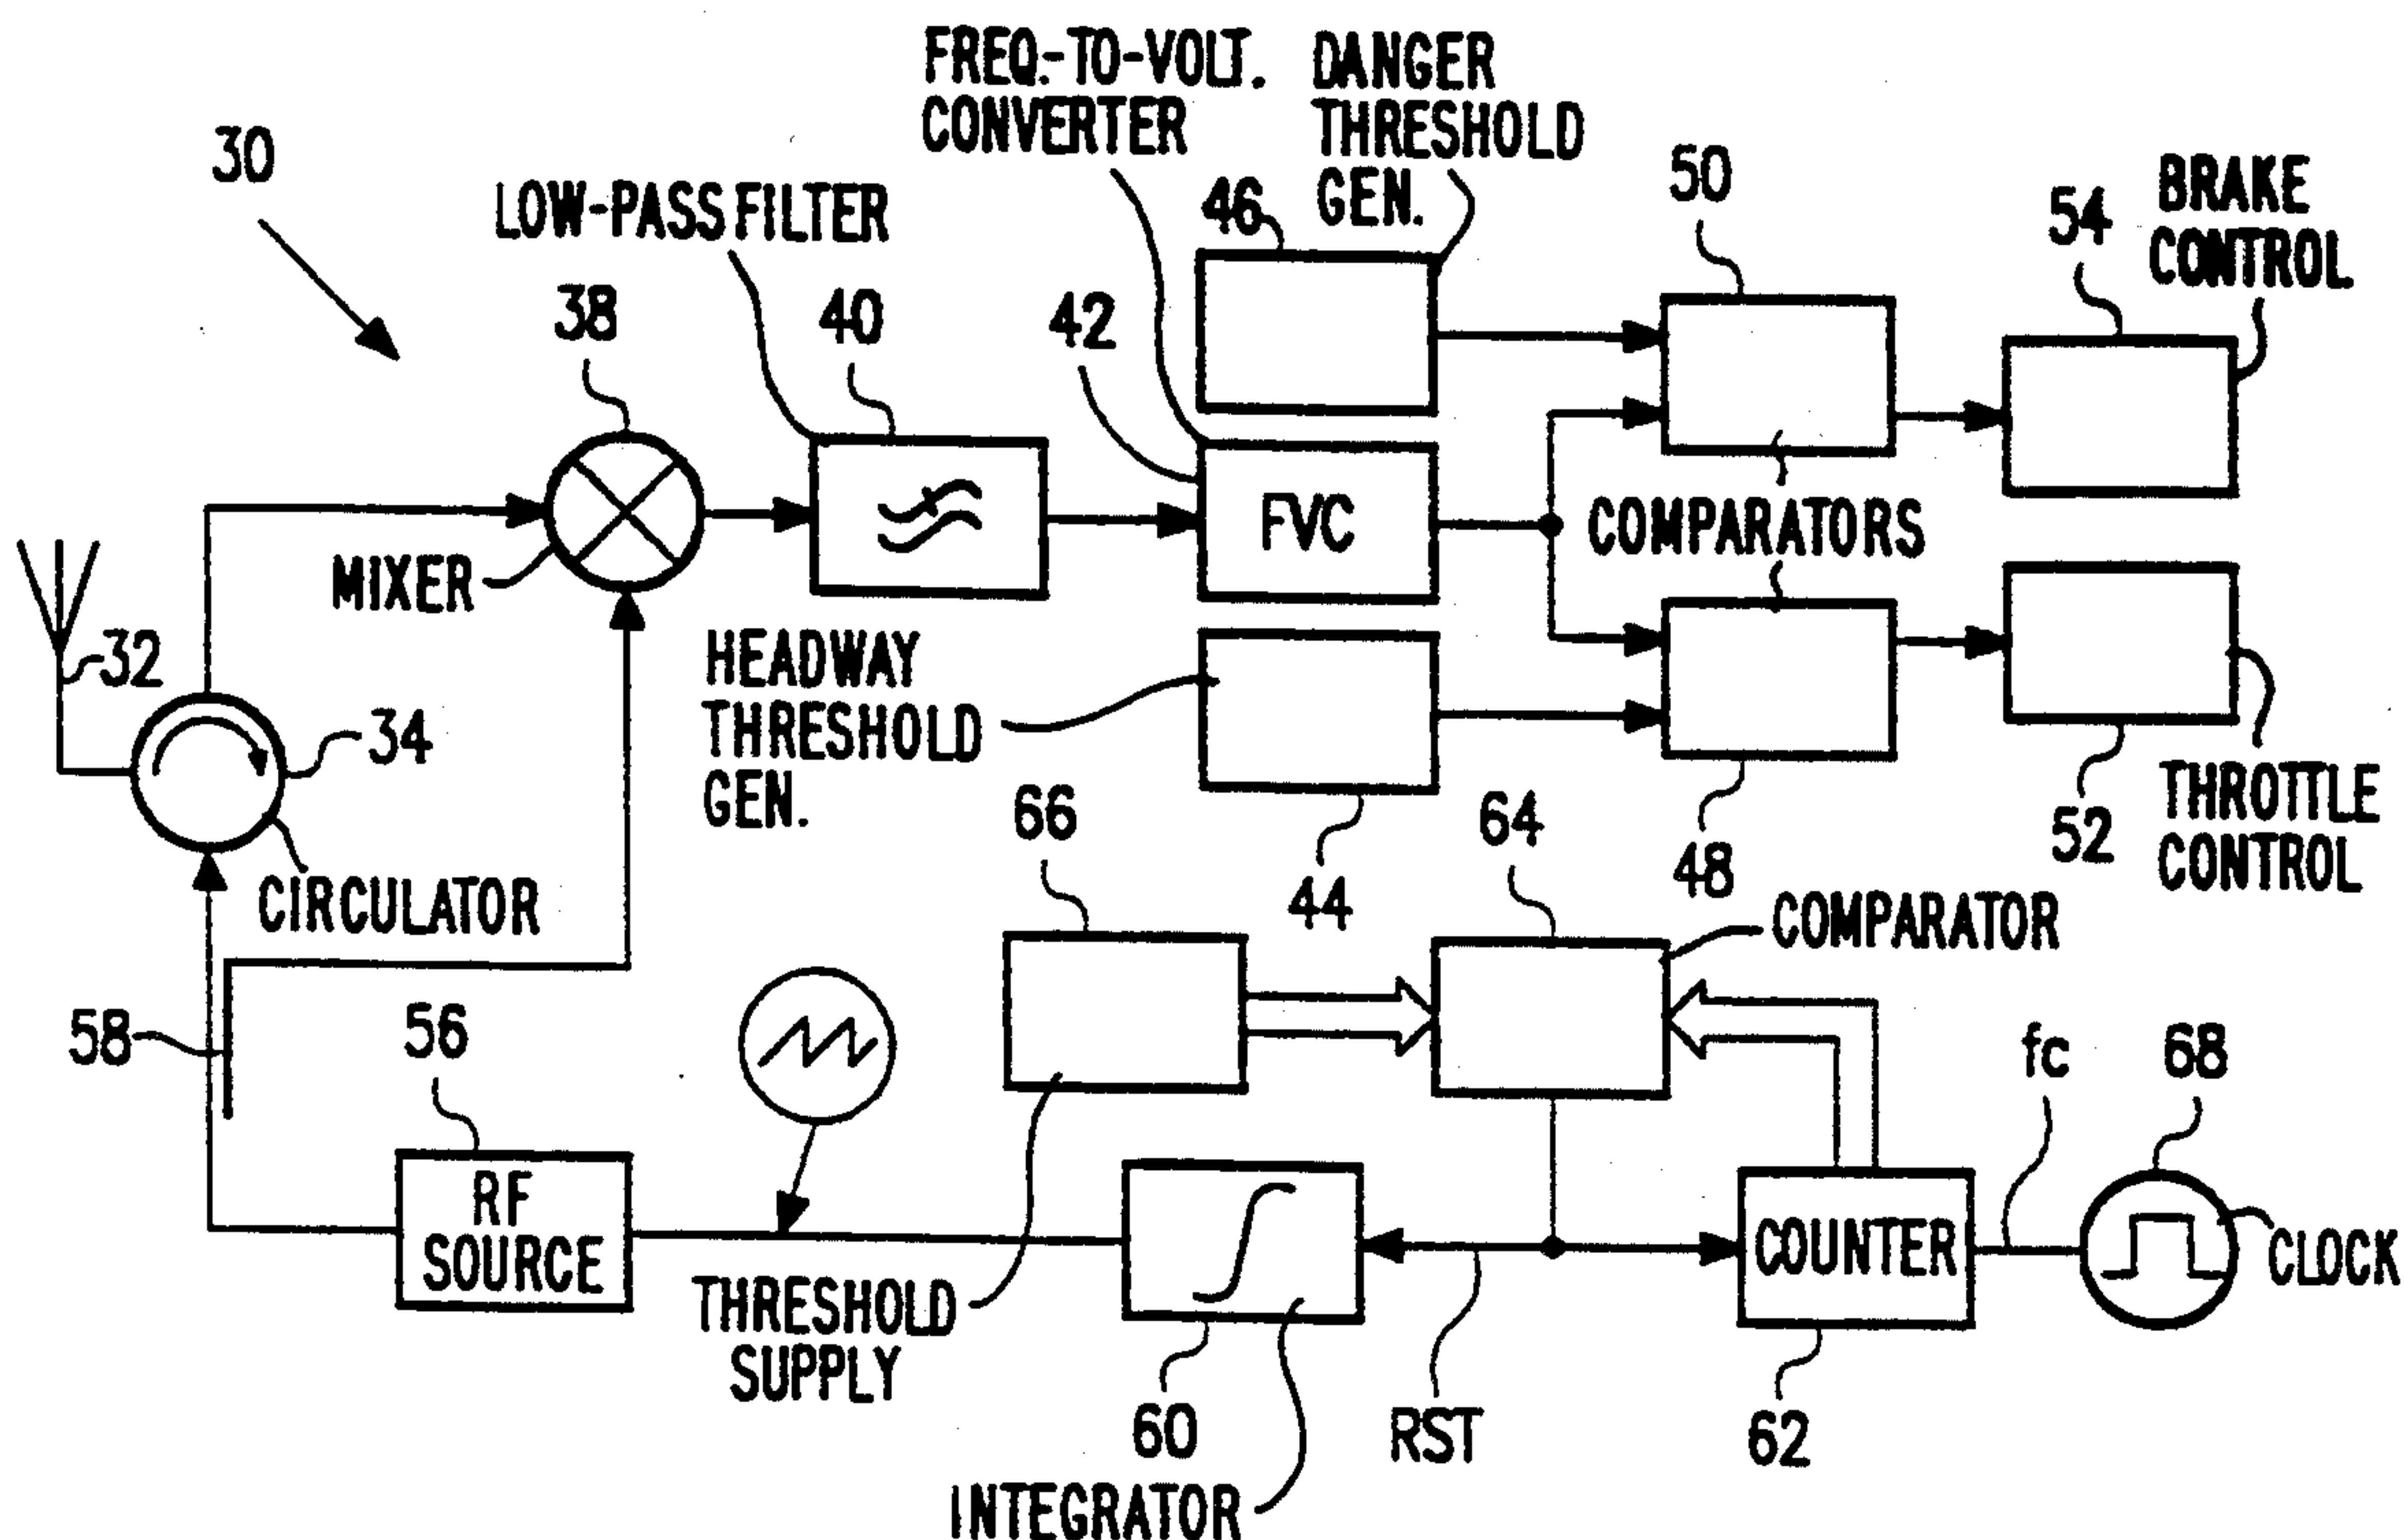 FREQ.-TO-VOLT.
CONVERTER
DANGER
THRESHOLD
GEN.
30
LOW-PASS FILTER
46
50
54
BRAKE
CONTROL
38
40
42
MIXER
FVC
COMPARATORS
32
34
HEADWAY
THRESHOLD
GEN.
CIRCULATOR
44
48
52
THROTTLE
CONTROL
66
64
COMPARATOR
58
56
fc
68
RF
SOURCE
THRESHOLD
SUPPLY
COUNTER
CLOCK
60
INTEGRATOR
RST
62